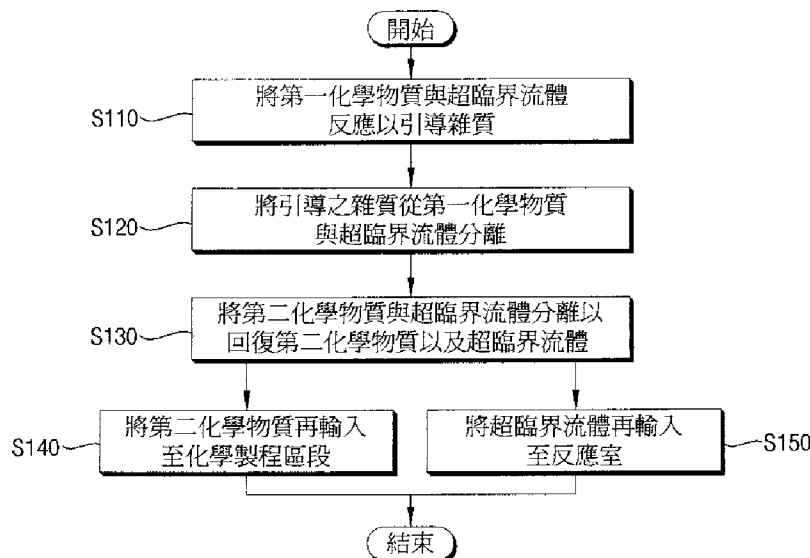 開始
S110
將第一化學物質與超臨界流體
反應以引導雜質
S120
將引導之雜質從第一化學物質
與超臨界流體分離
S130
將第二化學物質與超臨界流體分離以
回復第二化學物質以及超臨界流體
S140
將第二化學物質再輸入
至化學製程區段
將超臨界流體再輸入
至反應室
S150
結束